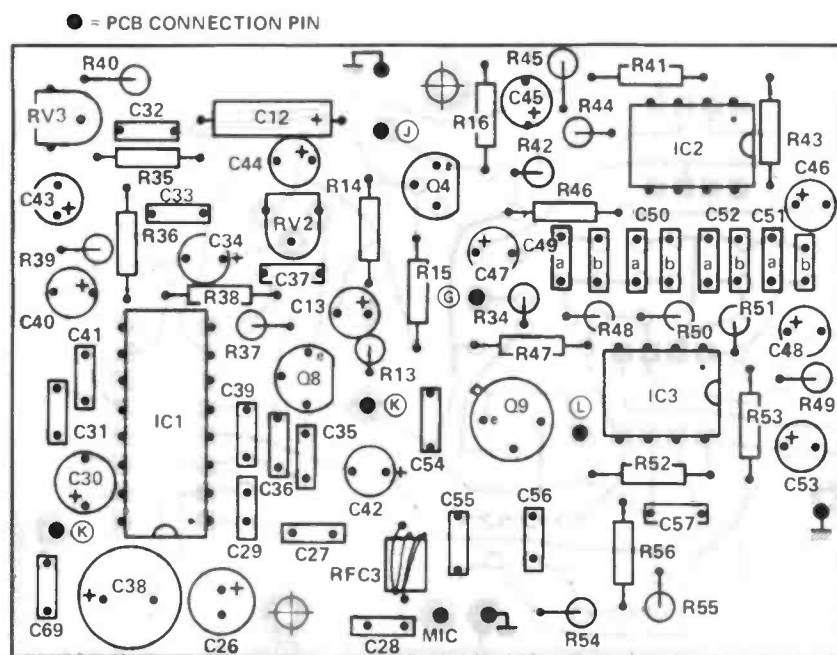 = PCB CONNECTION PIN
R40
R45
R41
RV3
C32
C12
+
R16
C45
+
R44
IC2
R43
J
R35
C44
+
R14
Q4
e
R42
C46
+
C43
+
C33
R46
C50
C52
C51
R36
C34
+
RV2
R15
C47
+
C49
a
b
a
b
a
b
a
b
R39
C37
C40
+
R38
C13
+
G
R34
R48
R50
R51
C48
+
C41
R37
R13
R47
Q8
e
IC3
R49
C39
K
Q9
e
L
R53
IC1
C31
C35
C54
C30
+
C36
C42
+
R52
C53
+
K
C29
C27
C55
C56
C57
RFC3
R56
C38
+
C26
+
C69
C28
MIC
R54
R55